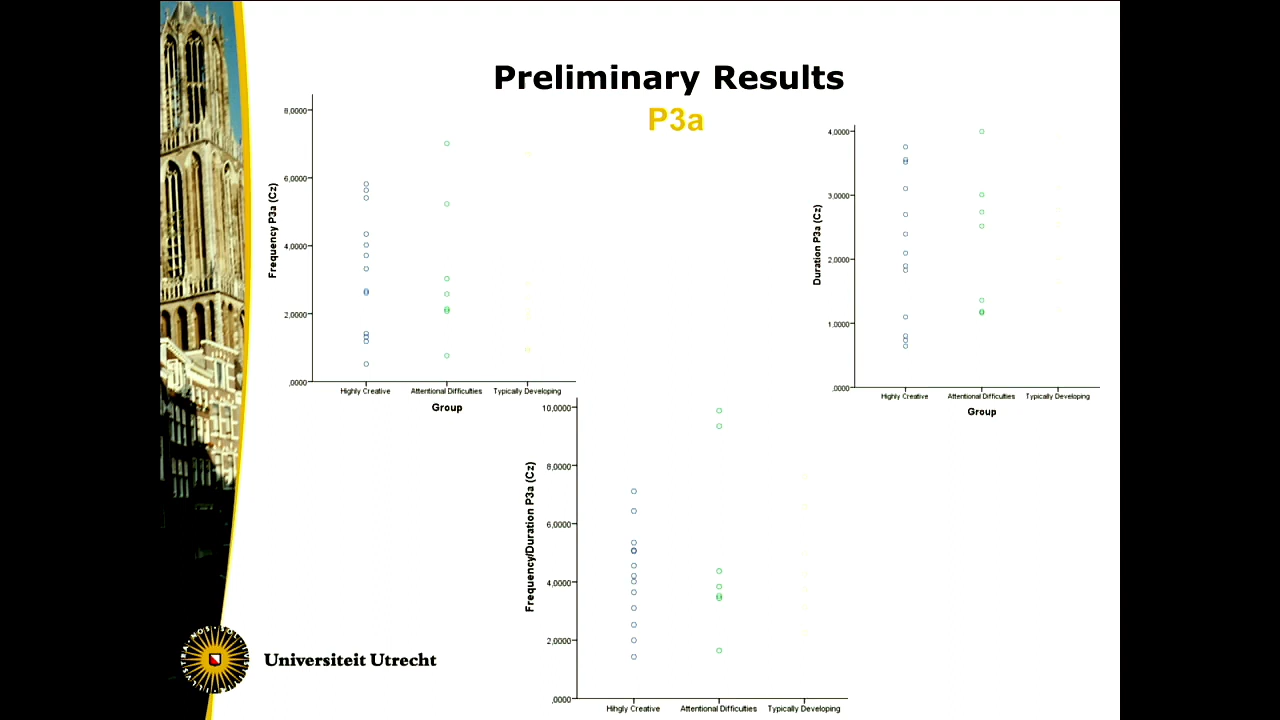 Preliminary Results
P3a
8,0000
6,0000
4,0000
2,0000
,0000
Frequency P3a (Cz)
Highly Creative
Attentional Difficulties
Typically Developing
Group
4,0000
3,0000
2,0000
1,0000
,0000
Duration P3a (Cz)
Highly Creative
Attentional Difficulties
Typically Developing
Group
10,0000
8,0000
6,0000
4,0000
2,0000
,0000
Frequency/Duration P3a (Cz)
Hihgly Creative
Attentional Difficulties
Typically Developing
Universiteit Utrecht